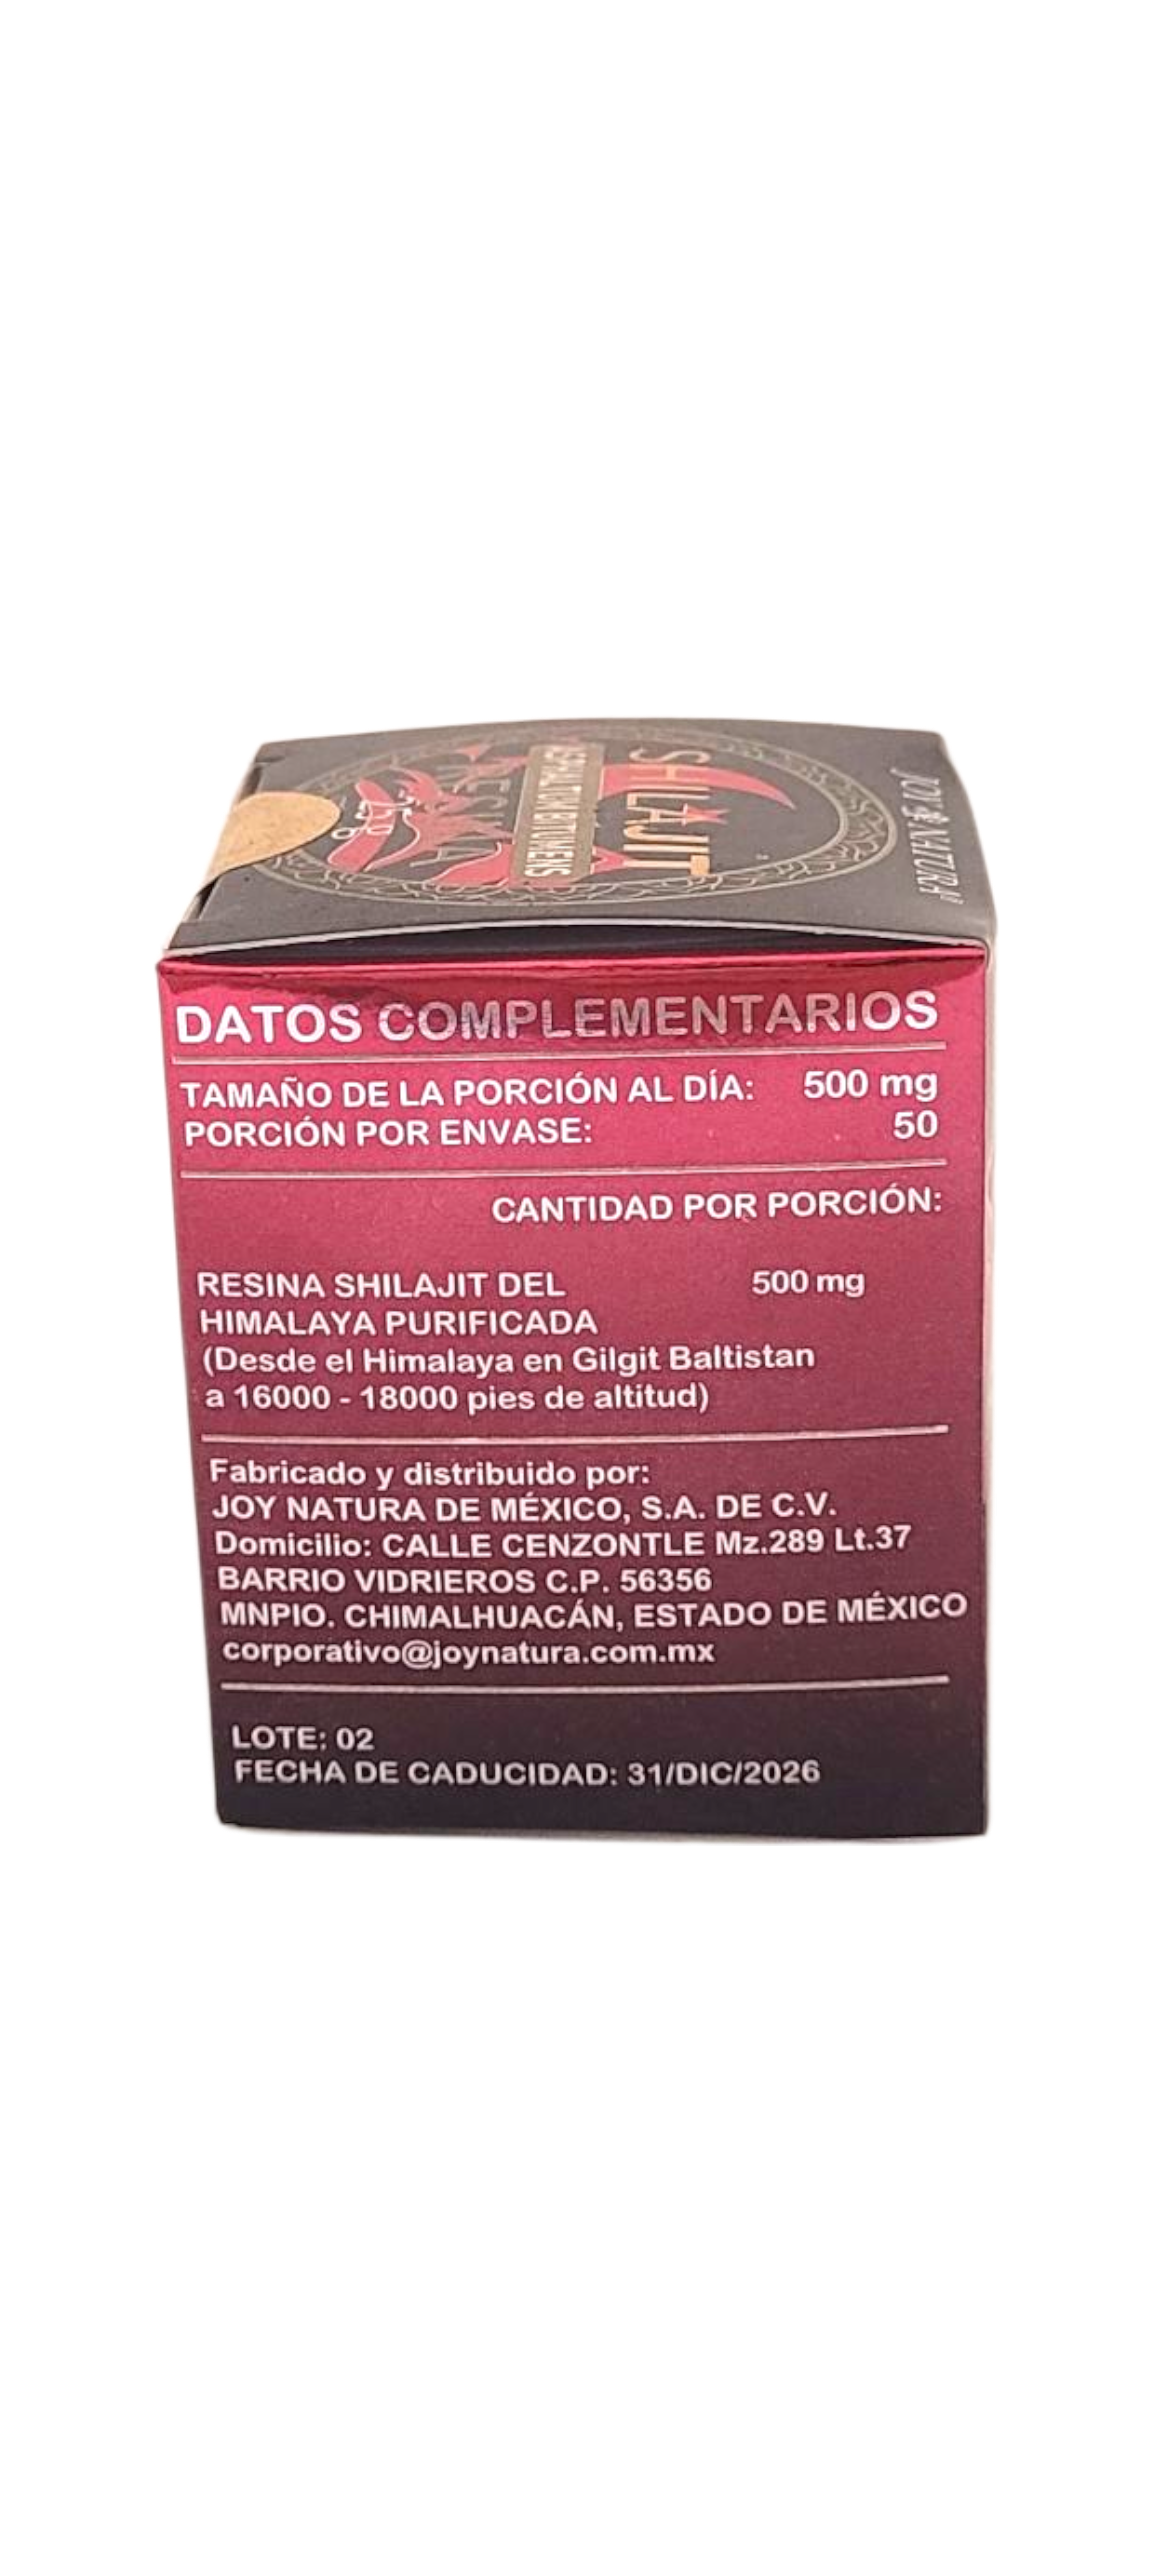 JOY NATURA
SHILAJIT
ASPHALTUM BITUMENS
RESINA
DATOS COMPLEMENTARIOS
TAMAÑO DE LA PORCIÓN AL DÍA: 500 mg
PORCIÓN POR ENVASE: 50
CANTIDAD POR PORCIÓN:
RESINA SHILAJIT DEL 500 mg
HIMALAYA PURIFICADA
(Desde el Himalaya en Gilgit Baltistan
a 16000 - 18000 pies de altitud)
Fabricado y distribuido por:
JOY NATURA DE MÉXICO, S.A. DE C.V.
Domicilio: CALLE CENZONTLE Mz.289 Lt.37
BARRIO VIDRIEROS C.P. 56356
MNPIO. CHIMALHUACÁN, ESTADO DE MÉXICO
corporativo@joynatura.com.mx
LOTE: 02
FECHA DE CADUCIDAD: 31/DIC/2026